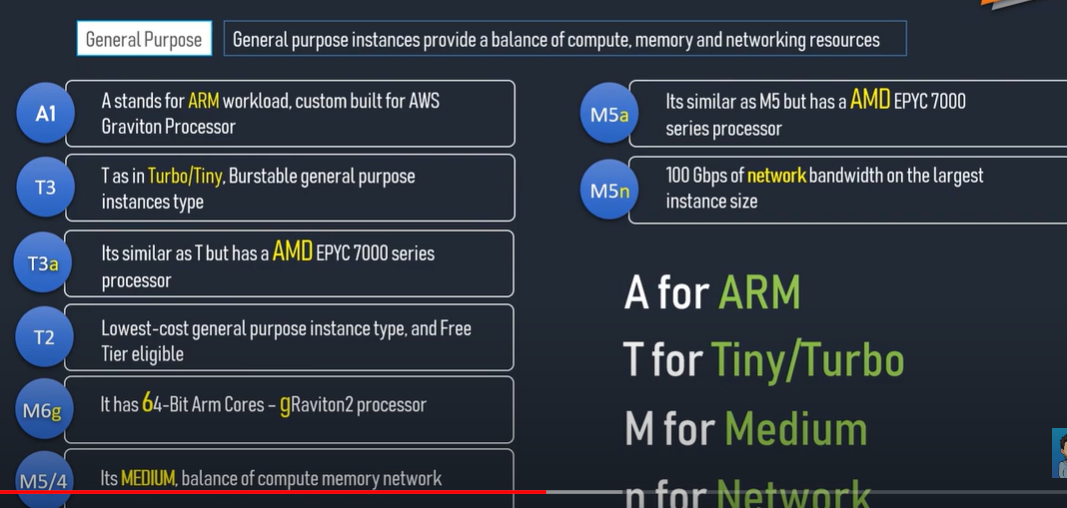 General Purpose
General purpose instances provide a balance of compute, memory and networking resources
A1
A stands for ARM workload, custom built for AWS
Graviton Processor
T3
T as in Turbo/Tiny, Burstable general purpose
instances type
T3a
Its similar as T but has a AMD EPYC 7000 series
processor
T2
Lowest-cost general purpose instance type, and Free
Tier eligible
M6g
It has 64-Bit Arm Cores – gRaviton2 processor
M5/4
Its MEDIUM, balance of compute memory network
M5a
Its similar as M5 but has a AMD EPYC 7000
series processor
M5n
100 Gbps of network bandwidth on the largest
instance size
A for ARM
T for Tiny/Turbo
M for Medium
n for Network